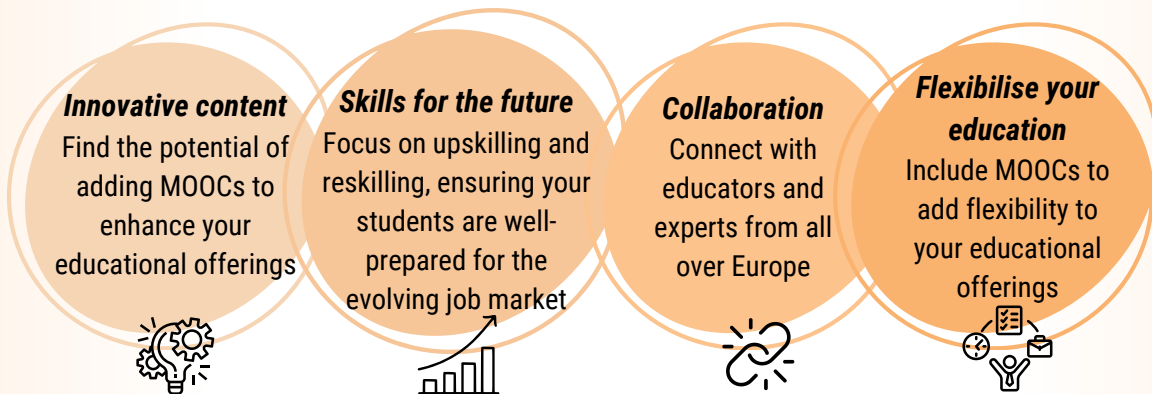 Innovative content
Find the potential of
adding MOOCs to
enhance your
educational offerings
Skills for the future
Focus on upskilling and
reskilling, ensuring your
students are well-
prepared for the
evolving job market
Collaboration
Connect with
educators and
experts from all
over Europe
Flexibilise your
education
Include MOOCs to
add flexibility to
your educational
offerings